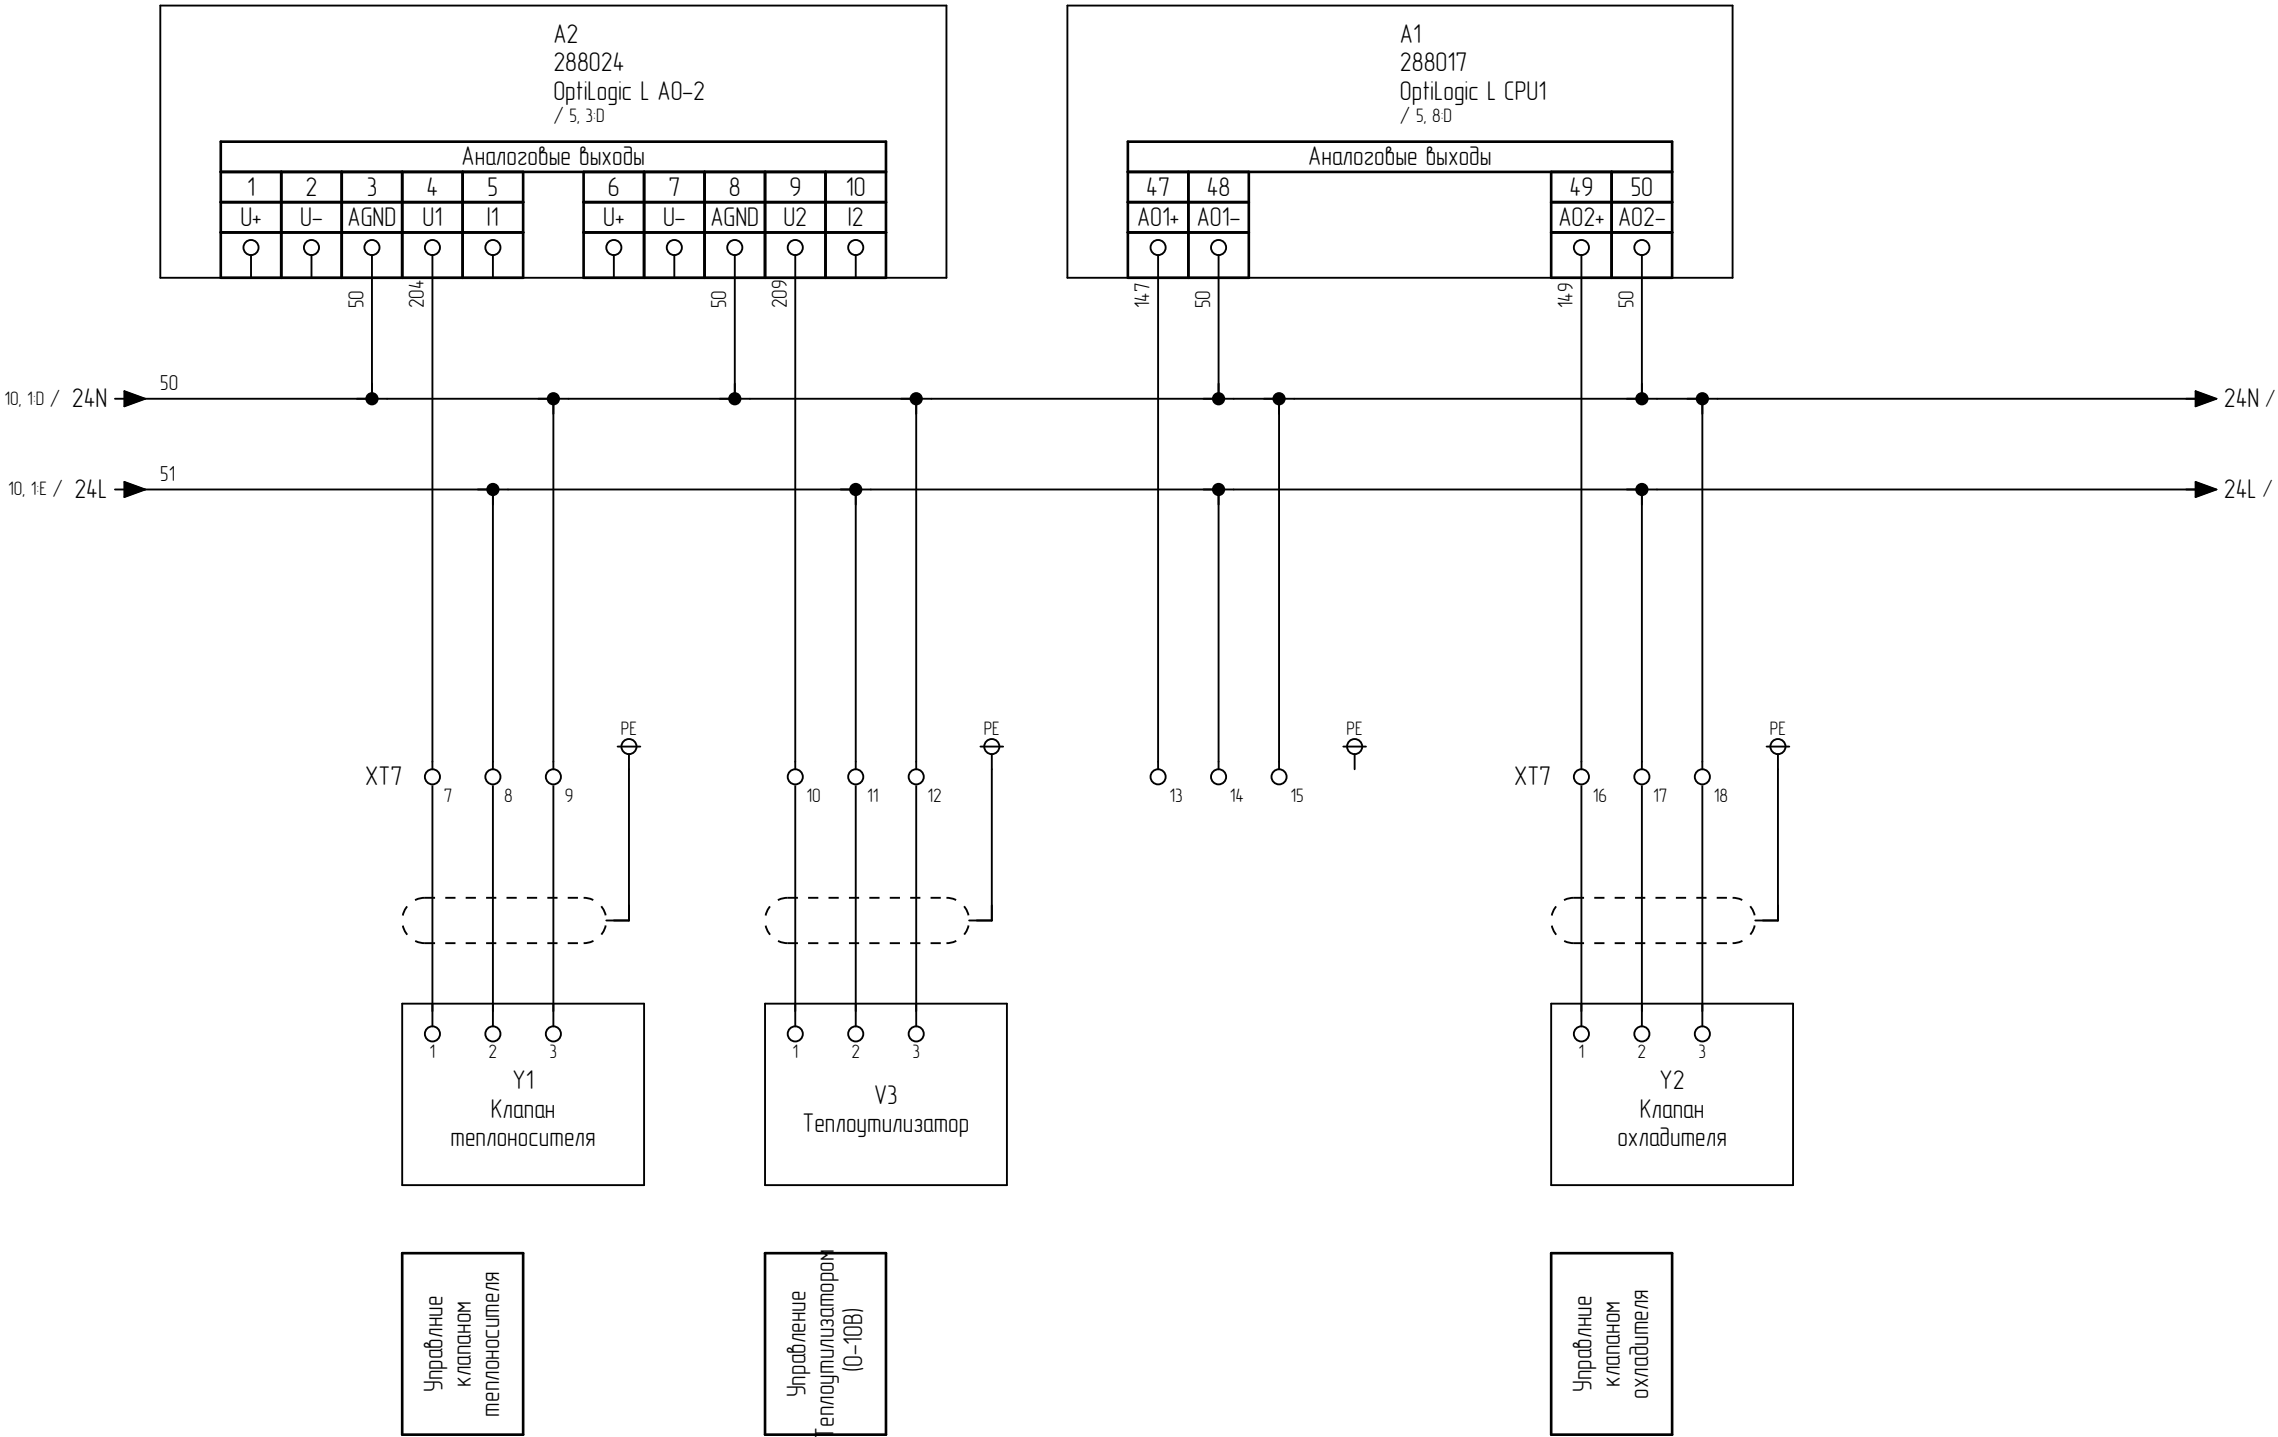 A2
288024
OptiLogic L AO-2
/ 5, 3:D
A1
288017
OptiLogic L CPU1
/ 5, 8:D
Аналоговые выходы
Аналоговые выходы
1 2 3 4 5 6 7 8 9 10
47 48 49 50
U+ U- AGND U1 I1 U+ U- AGND U2 I2
AO1+ AO1- AO2+ AO2-
50 204 50 209 147 50 149 50
10, 1:D / 24N 50 24N /
10, 1:E / 24L 51 24L /
PE PE PE PE
XT7 7 8 9 10 11 12 13 14 15 XT7 16 17 18
1 2 3
Y1
Клапан
теплоносителя
1 2 3
V3
Теплоутилизатор
1 2 3
Y2
Клапан
охладителя
Управлние
клапаном
теплоносителя
Управление
Теплоутилизатором
(0-10В)
Управлние
клапаном
охладителя